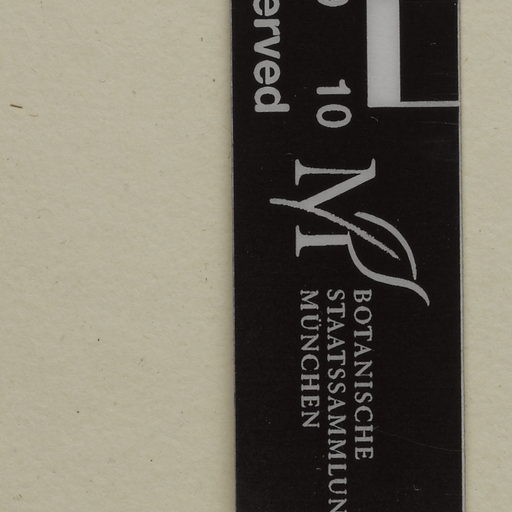 10
erved
M
BOTANISCHE
STAATSSAMMLUN
MÜNCHEN